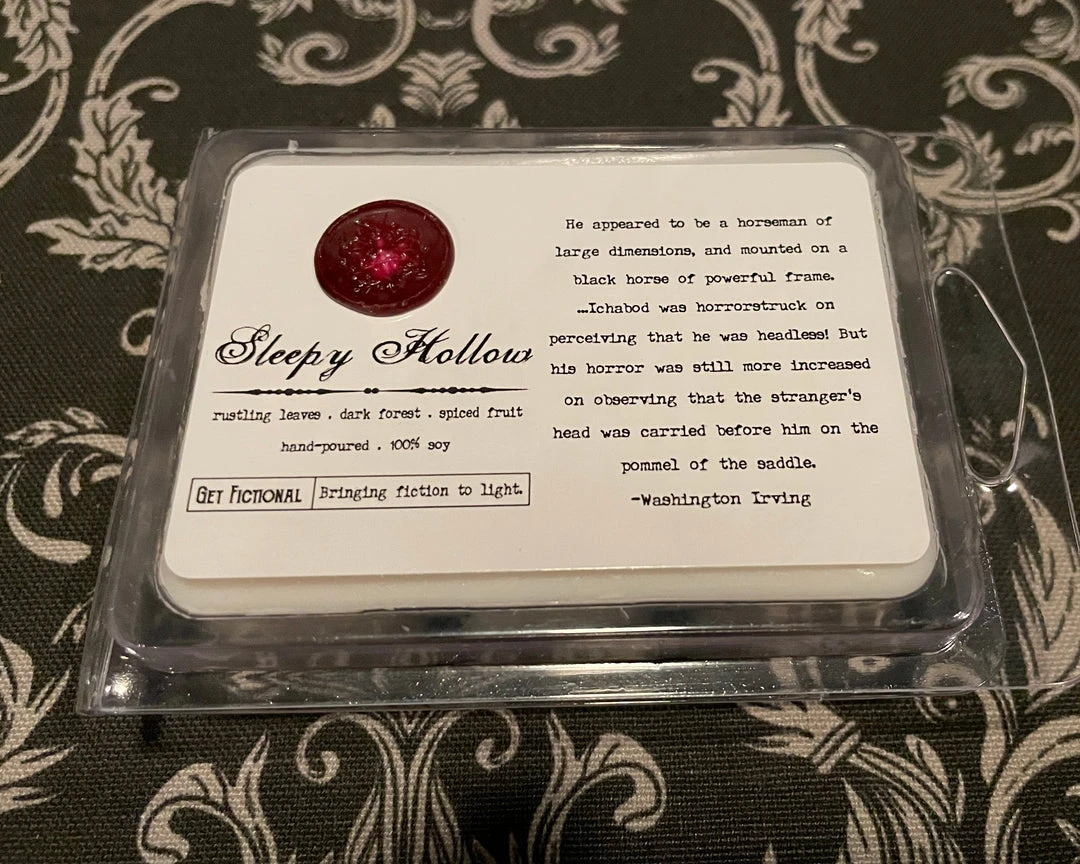 Sleepy Hollow
rustling leaves . dark forest . spiced fruit
hand-poured . 100% soy
GET FICTIONAL Bringing fiction to light.
He appeared to be a horseman of
large dimensions, and mounted on a
black horse of powerful frame.
...Ichabod was horrorstruck on
perceiving that he was headless! But
his horror was still more increased
on observing that the stranger's
head was carried before him on the
pommel of the saddle.
-Washington Irving